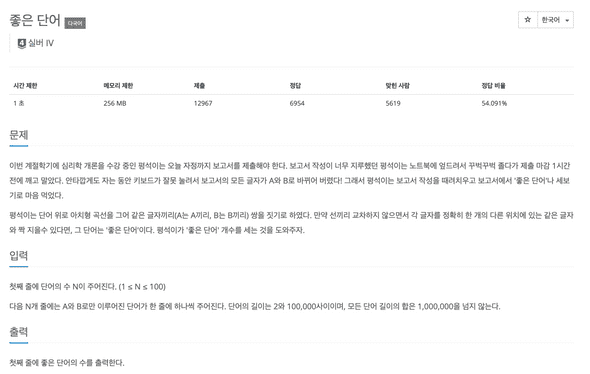 좋은 단어 다국어
☆ 한국어
4 실버 IV
시간 제한 메모리 제한 제출 정답 맞힌 사람 정답 비율
1 초 256 MB 12967 6954 5619 54.091%
문제
이번 계절학기에 심리학 개론을 수강 중인 평석이는 오늘 자정까지 보고서를 제출해야 한다. 보고서 작성이 너무 지루했던 평석이는 노트북에 엎드려서 꾸벅꾸벅 졸다가 제출 마감 1시간
전에 깨고 말았다. 안타깝게도 자는 동안 키보드가 잘못 눌려서 보고서의 모든 글자가 A와 B로 바뀌어 버렸다! 그래서 평석이는 보고서 작성을 때려치우고 보고서에서 '좋은 단어'나 세보
기로 마음 먹었다.
평석이는 단어 위로 아치형 곡선을 그어 같은 글자끼리(A는 A끼리, B는 B끼리) 쌍을 짓기로 하였다. 만약 선끼리 교차하지 않으면서 각 글자를 정확히 한 개의 다른 위치에 있는 같은 글자
와 짝 지을수 있다면, 그 단어는 '좋은 단어'이다. 평석이가 '좋은 단어' 개수를 세는 것을 도와주자.
입력
첫째 줄에 단어의 수 N이 주어진다. (1 ≤ N ≤ 100)
다음 N개 줄에는 A와 B로만 이루어진 단어가 한 줄에 하나씩 주어진다. 단어의 길이는 2와 100,000사이이며, 모든 단어 길이의 합은 1,000,000을 넘지 않는다.
출력
첫째 줄에 좋은 단어의 수를 출력한다.